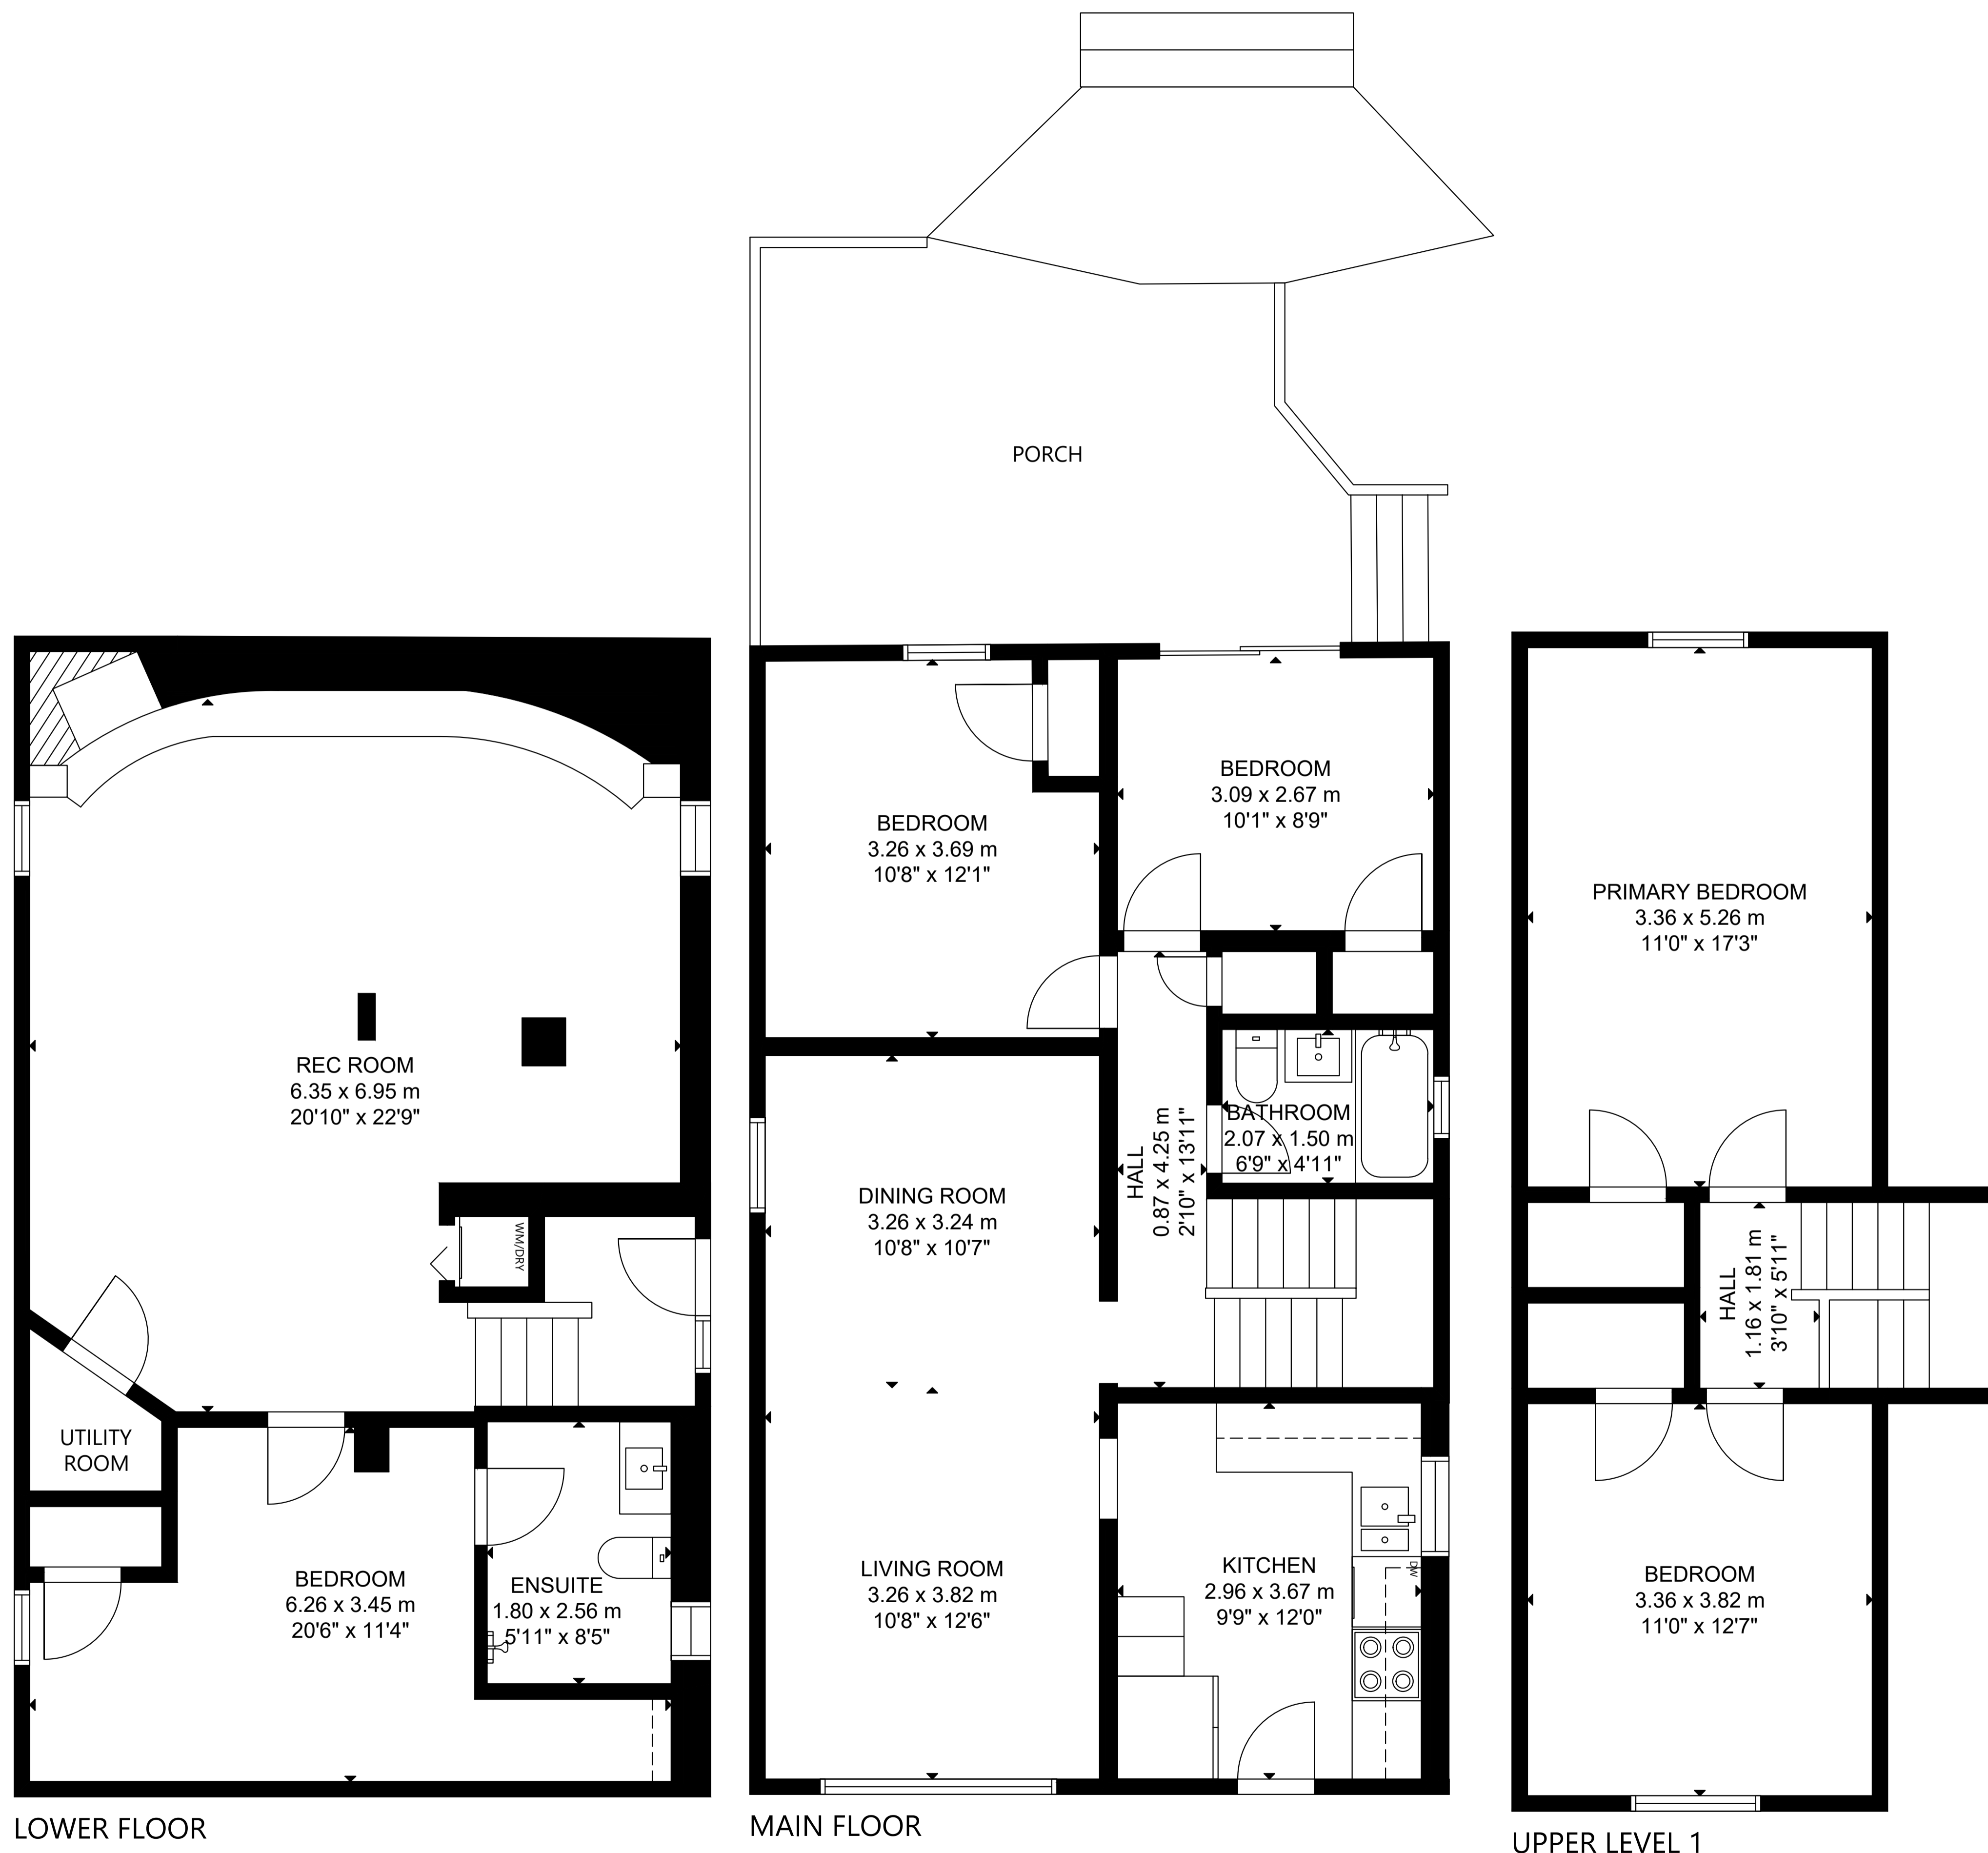 REC ROOM
6.35 x 6.95 m
20'10" x 22'9"
WM/DRY
UTILITY
ROOM
BEDROOM
6.26 x 3.45 m
20'6" x 11'4"
ENSUITE
1.80 x 2.56 m
5'11" x 8'5"
LOWER FLOOR
PORCH
BEDROOM
3.26 x 3.69 m
10'8" x 12'1"
BEDROOM
3.09 x 2.67 m
10'1" x 8'9"
HALL
0.87 x 4.25 m
2'10" x 13'11"
BATHROOM
2.07 x 1.50 m
6'9" x 4'11"
DINING ROOM
3.26 x 3.24 m
10'8" x 10'7"
LIVING ROOM
3.26 x 3.82 m
10'8" x 12'6"
KITCHEN
2.96 x 3.67 m
9'9" x 12'0"
DW
MAIN FLOOR
PRIMARY BEDROOM
3.36 x 5.26 m
11'0" x 17'3"
HALL
1.16 x 1.81 m
3'10" x 5'11"
BEDROOM
3.36 x 3.82 m
11'0" x 12'7"
UPPER LEVEL 1